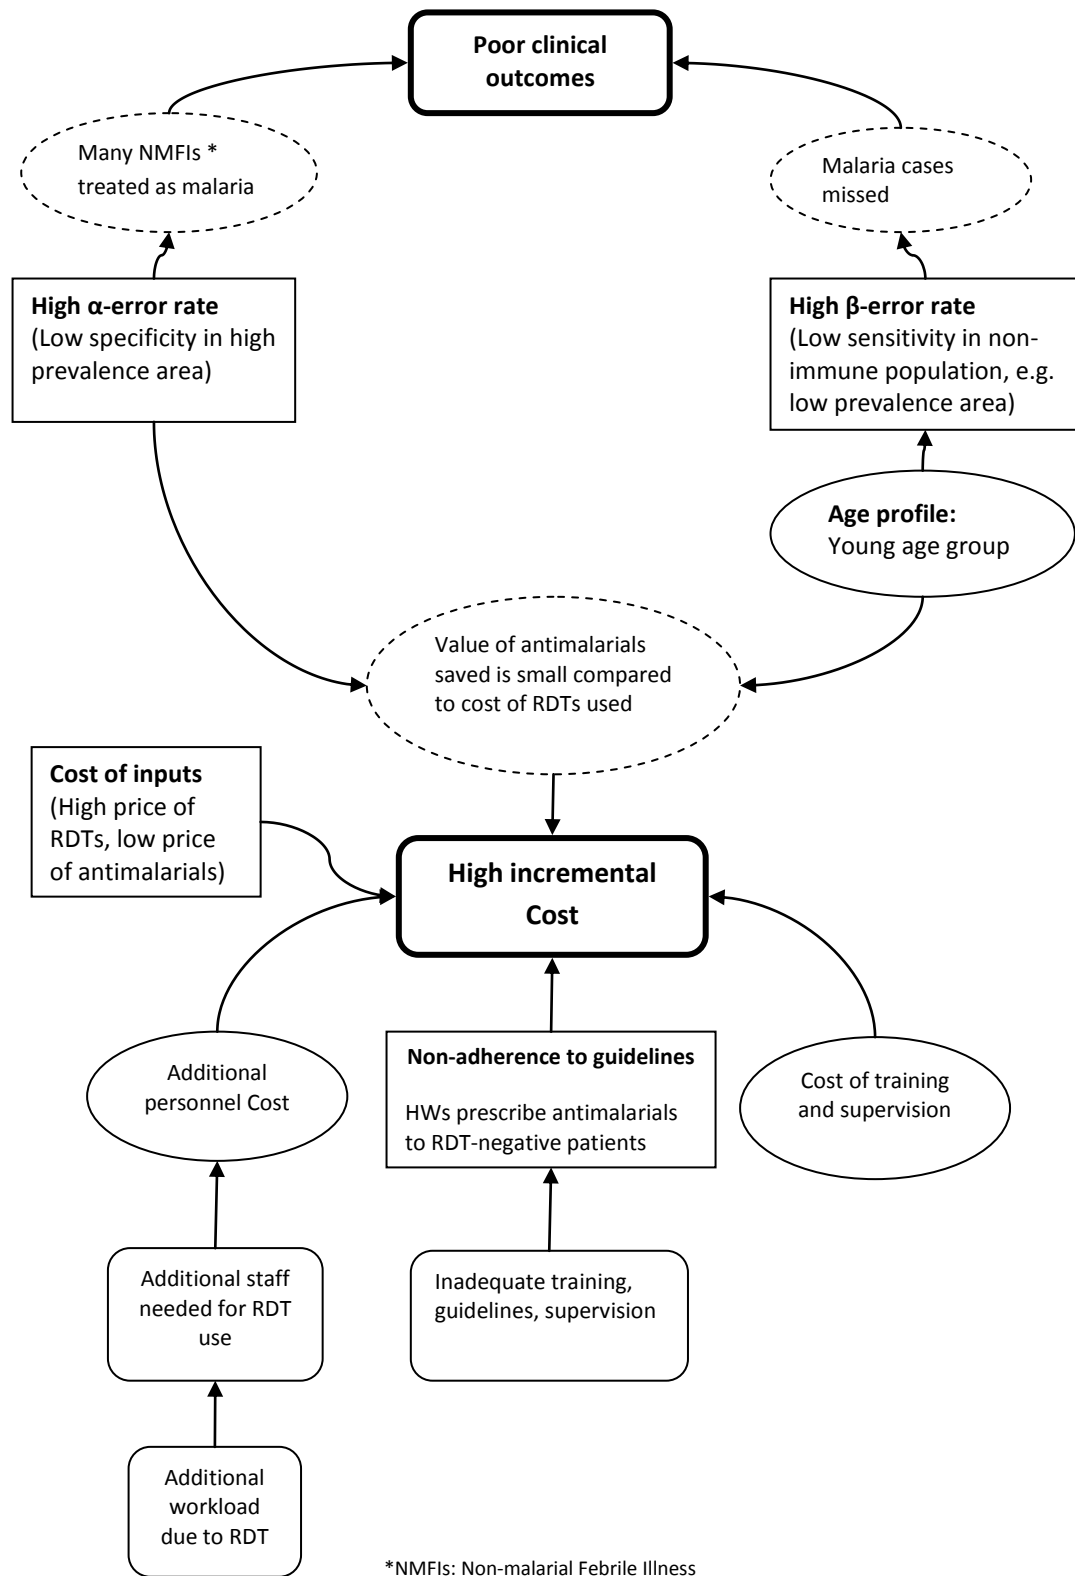 Poor clinical
outcomes
Many NMFIs *
treated as malaria
Malaria cases
missed
High α-error rate
(Low specificity in high
prevalence area)
High β-error rate
(Low sensitivity in non-
immune population, e.g.
low prevalence area)
Age profile:
Young age group
Value of antimalarials
saved is small compared
to cost of RDTs used
Cost of inputs
(High price of
RDTs, low price
of antimalarials)
High incremental
Cost
Additional
personnel Cost
Non-adherence to guidelines
HWs prescribe antimalarials
to RDT-negative patients
Cost of training
and supervision
Additional staff
needed for RDT
use
Inadequate training,
guidelines, supervision
Additional
workload
due to RDT
*NMFIs: Non-malarial Febrile Illness